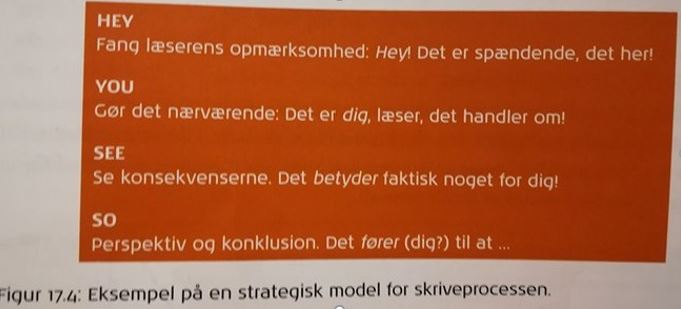 HEY
Fang læserens opmærksomhed: Hey! Det er spændende, det her!
YOU
Gør det nærværende: Det er dig, læser, det handler om!
SEE
Se konsekvenserne. Det betyder faktisk noget for dig!
SO
Perspektiv og konklusion. Det fører (dig?) til at ...
Figur 17.4: Eksempel på en strategisk model for skriveprocessen.